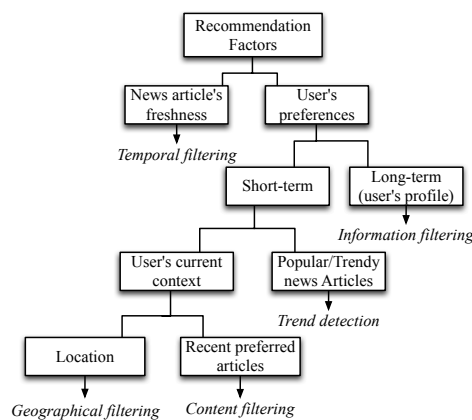 Recommendation
Factors
News article's
freshness
User's
preferences
Temporal filtering
Short-term
Long-term
(user's profile)
Information filtering
User's current
context
Popular/Trendy
news Articles
Trend detection
Location
Recent preferred
articles
Geographical filtering
Content filtering